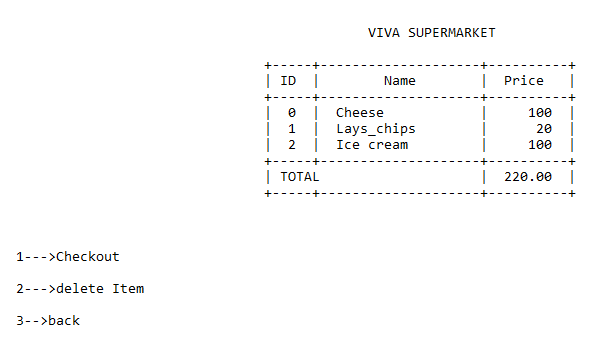 VIVA SUPERMARKET
ID Name Price
0 Cheese 100
1 Lays_chips 20
2 Ice cream 100
TOTAL 220.00
1--->Checkout
2--->delete Item
3-->back